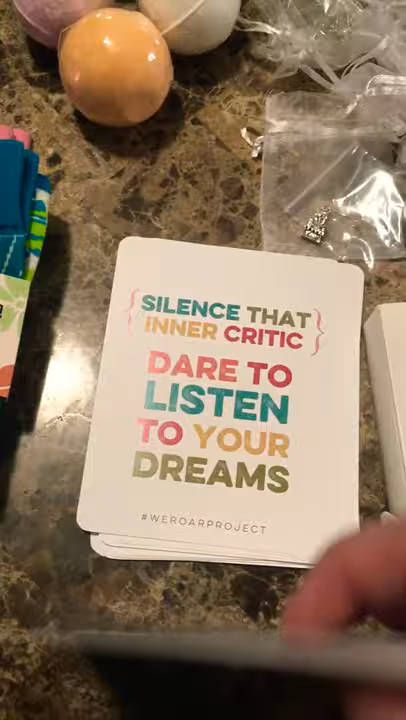 {SILENCE THAT
INNER CRITIC}
DARE TO
LISTEN
TO YOUR
DREAMS
#WEROARPROJECT